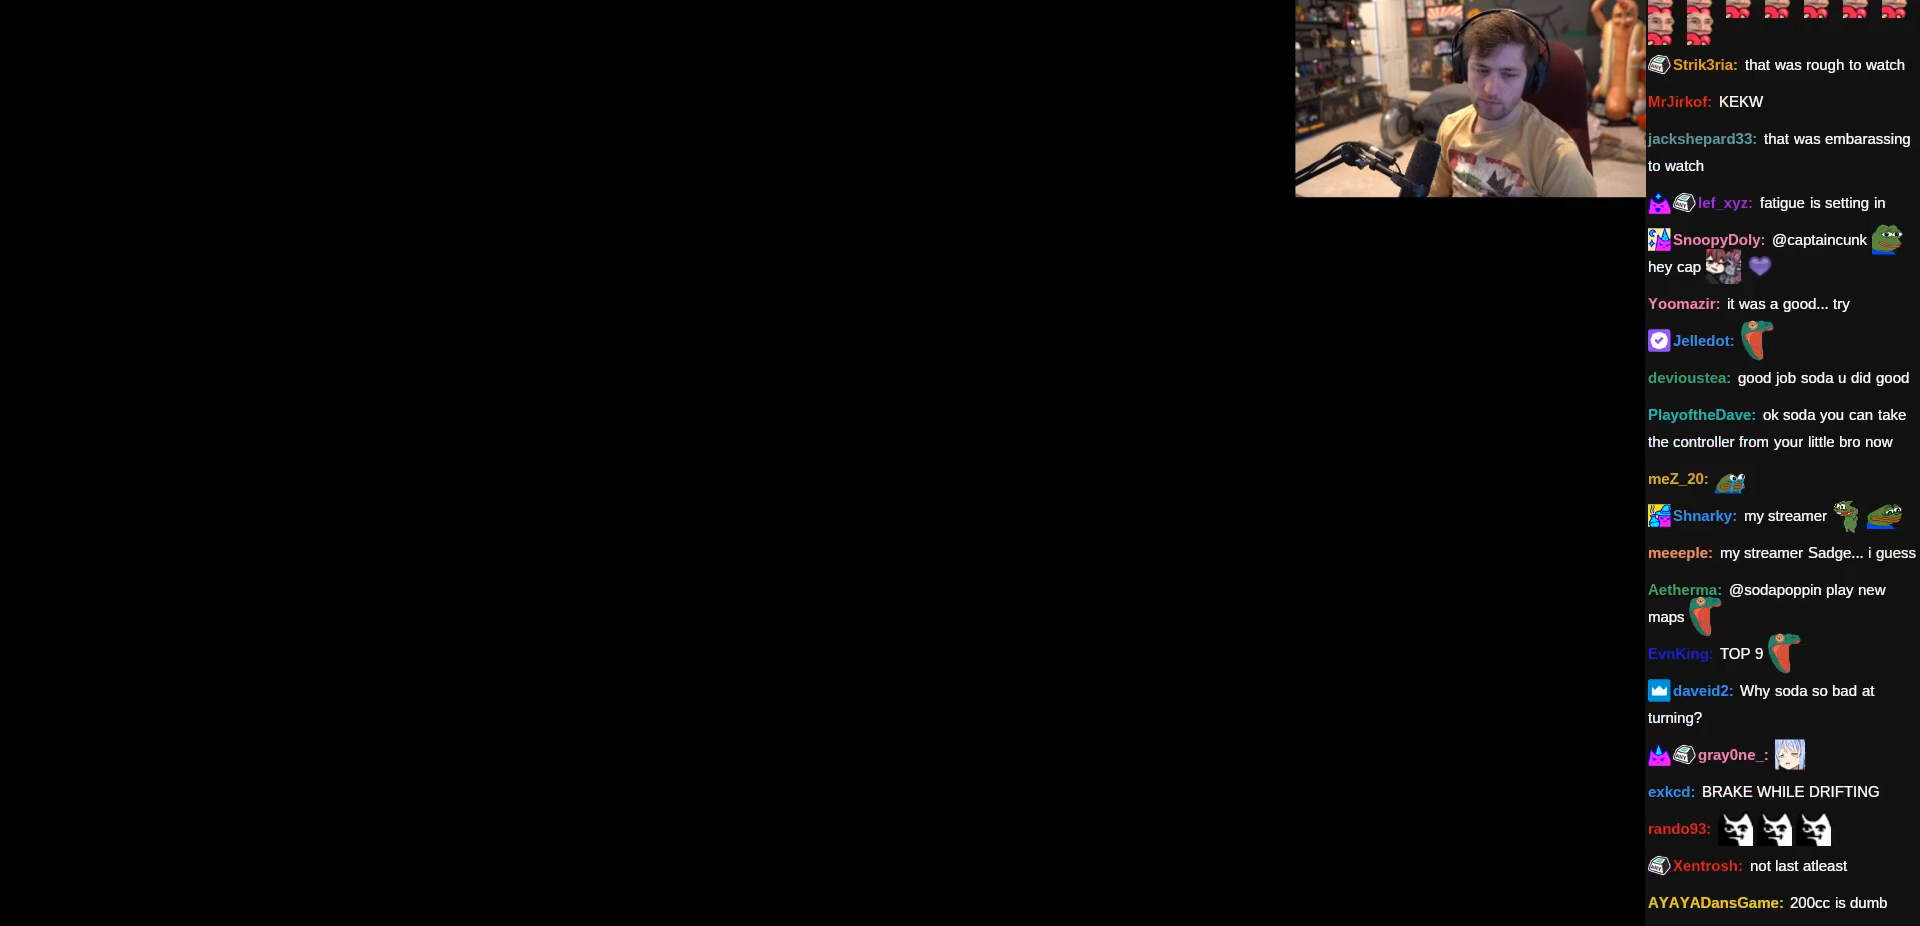 Strik3ria: that was rough to watch
MrJirkof: KEKW
jackshepard33: that was embarassing
to watch
lef_xyz: fatigue is setting in
SnoopyDoly: @captaincunk
hey cap
Yoomazir: it was a good... try
Jelledot:
devioustea: good job soda u did good
PlayoftheDave: ok soda you can take
the controller from your little bro now
meZ_20:
Shnarky: my streamer
meeeple: my streamer Sadge... i guess
Aetherma: @sodapoppin play new
maps
EvnKing: TOP 9
daveid2: Why soda so bad at
turning?
gray0ne_:
exkcd: BRAKE WHILE DRIFTING
rando93:
Xentrosh: not last atleast
AYAYADansGame: 200cc is dumb